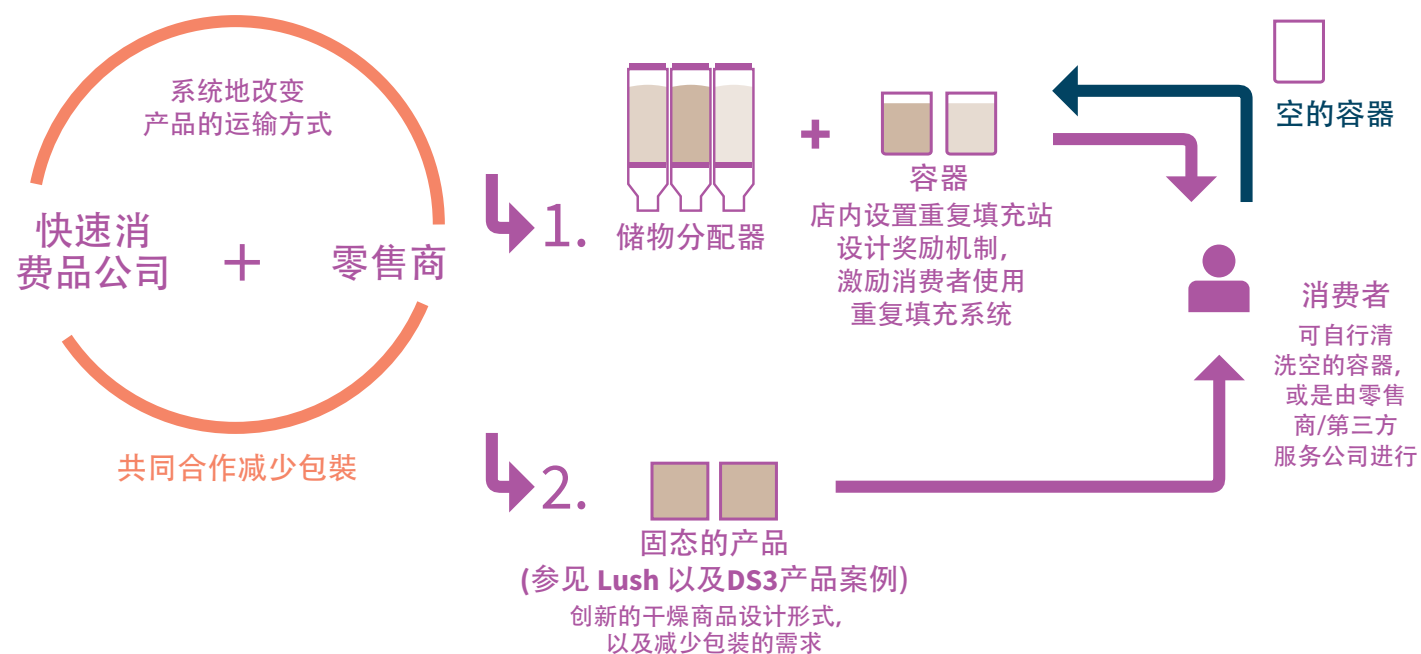 系统地改变
产品的运输方式
快速消
费品公司
+
零售商
共同合作减少包裝
1.
储物分配器
+
容器
店内设置重复填充站
设计奖励机制,
激励消费者使用
重复填充系统
空的容器
消费者
可自行清
洗空的容器,
或是由零售
商/第三方
服务公司进行
2.
固态的产品
(参见 Lush 以及DS3产品案例)
创新的干燥商品设计形式,
以及减少包装的需求